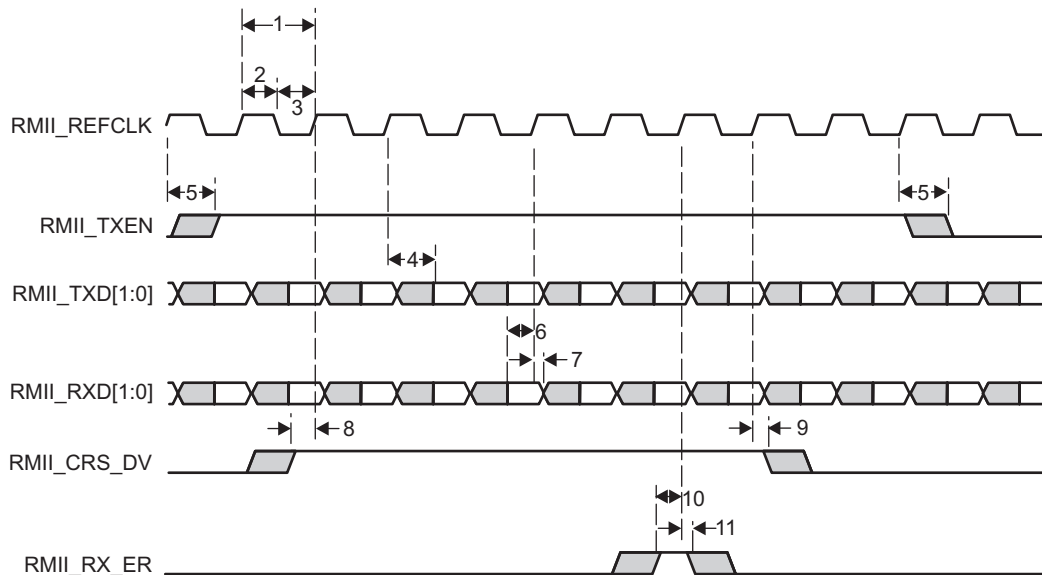 1
2
3
RMII_REFCLK
5
5
RMII_TXEN
4
RMII_TXD[1:0]
6
7
RMII_RXD[1:0]
8
9
RMII_CRS_DV
10
11
RMII_RX_ER